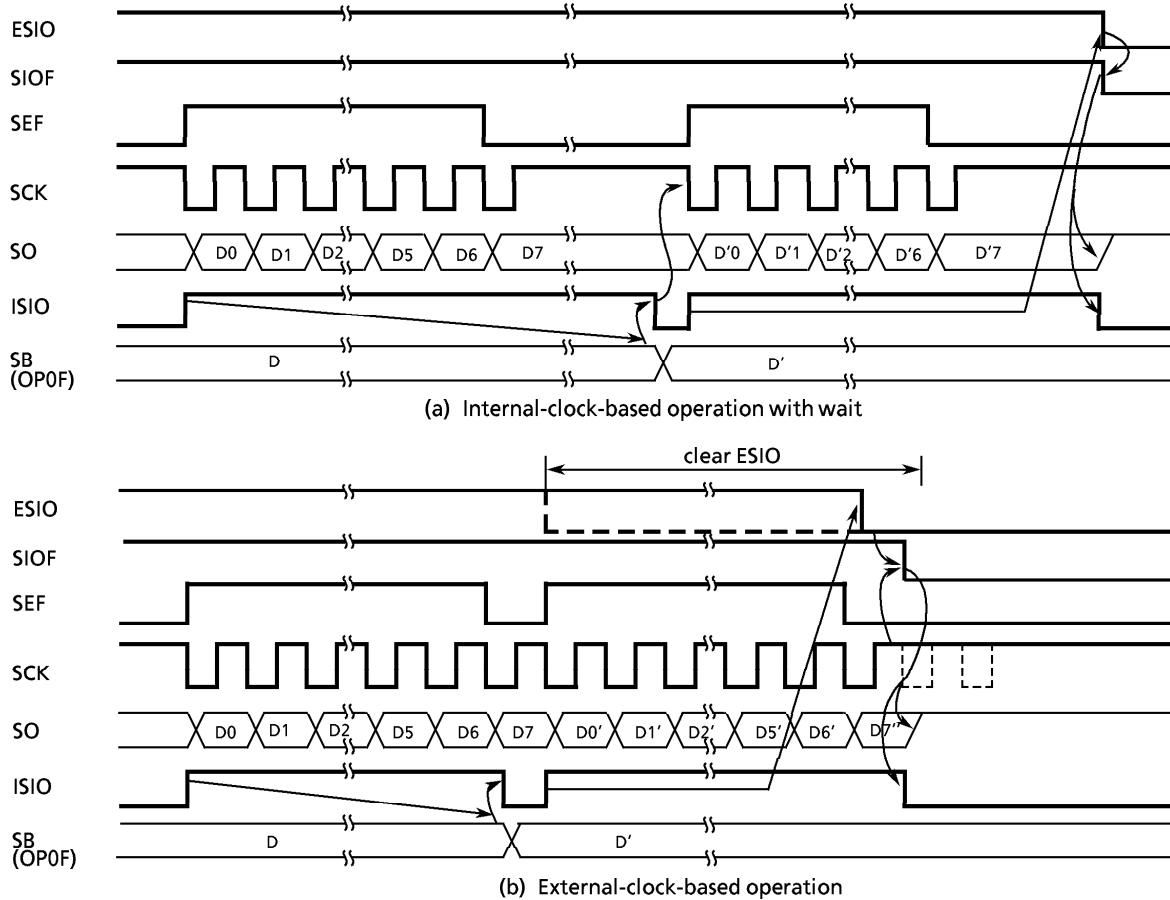 ESIO
SIOF
SEF
SCK
SO D0 D1 D2 D5 D6 D7 D′0 D′1 D′2 D′6 D′7
ISIO
SB D D′
(OP0F)
(a) Internal-clock-based operation with wait
clear ESIO
ESIO
SIOF
SEF
SCK
SO D0 D1 D2 D5 D6 D7 D0′ D1′ D2′ D5′ D6′ D7′
ISIO
SB D D′
(OP0F)
(b) External-clock-based operation